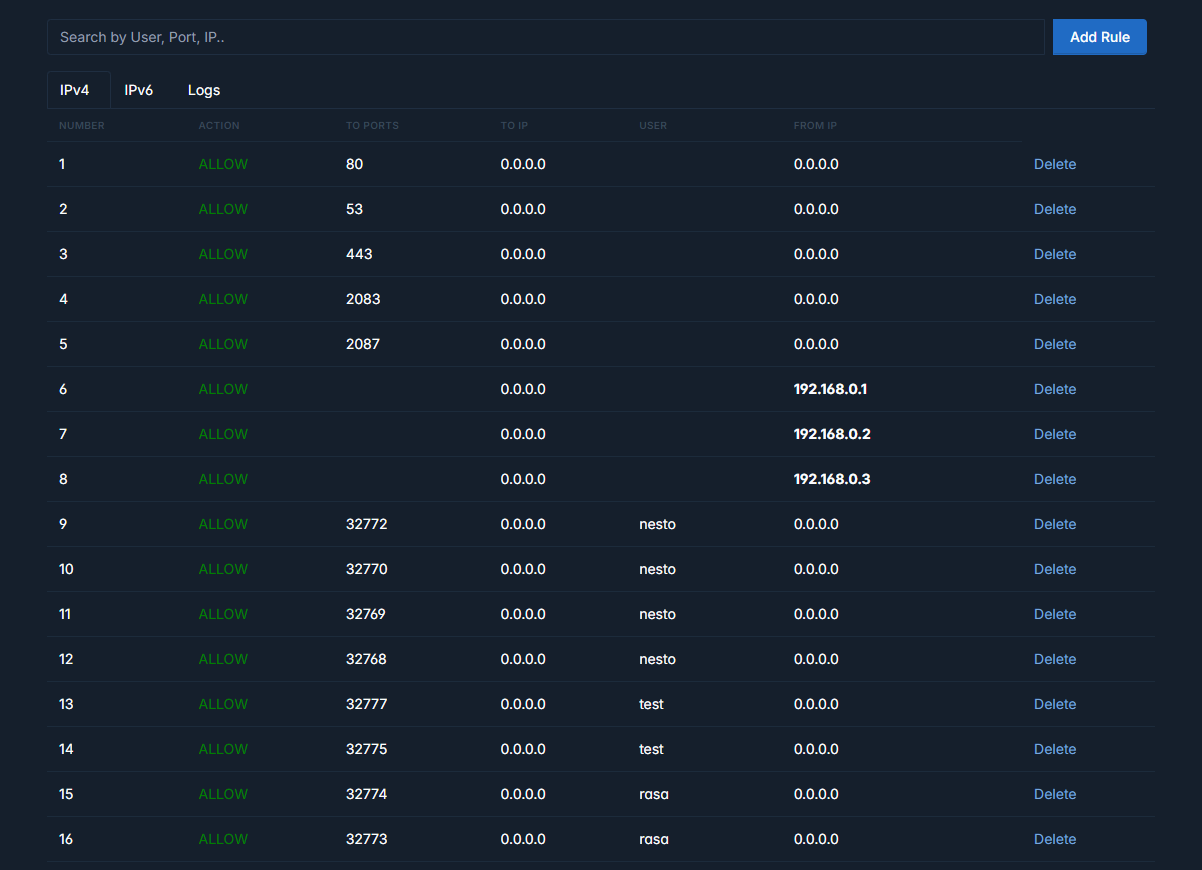 Search by User, Port, IP..
Add Rule
IPv4 IPv6 Logs
NUMBER ACTION TO PORTS TO IP USER FROM IP
1 ALLOW 80 0.0.0.0 0.0.0.0 Delete
2 ALLOW 53 0.0.0.0 0.0.0.0 Delete
3 ALLOW 443 0.0.0.0 0.0.0.0 Delete
4 ALLOW 2083 0.0.0.0 0.0.0.0 Delete
5 ALLOW 2087 0.0.0.0 0.0.0.0 Delete
6 ALLOW 0.0.0.0 192.168.0.1 Delete
7 ALLOW 0.0.0.0 192.168.0.2 Delete
8 ALLOW 0.0.0.0 192.168.0.3 Delete
9 ALLOW 32772 0.0.0.0 nesto 0.0.0.0 Delete
10 ALLOW 32770 0.0.0.0 nesto 0.0.0.0 Delete
11 ALLOW 32769 0.0.0.0 nesto 0.0.0.0 Delete
12 ALLOW 32768 0.0.0.0 nesto 0.0.0.0 Delete
13 ALLOW 32777 0.0.0.0 test 0.0.0.0 Delete
14 ALLOW 32775 0.0.0.0 test 0.0.0.0 Delete
15 ALLOW 32774 0.0.0.0 rasa 0.0.0.0 Delete
16 ALLOW 32773 0.0.0.0 rasa 0.0.0.0 Delete